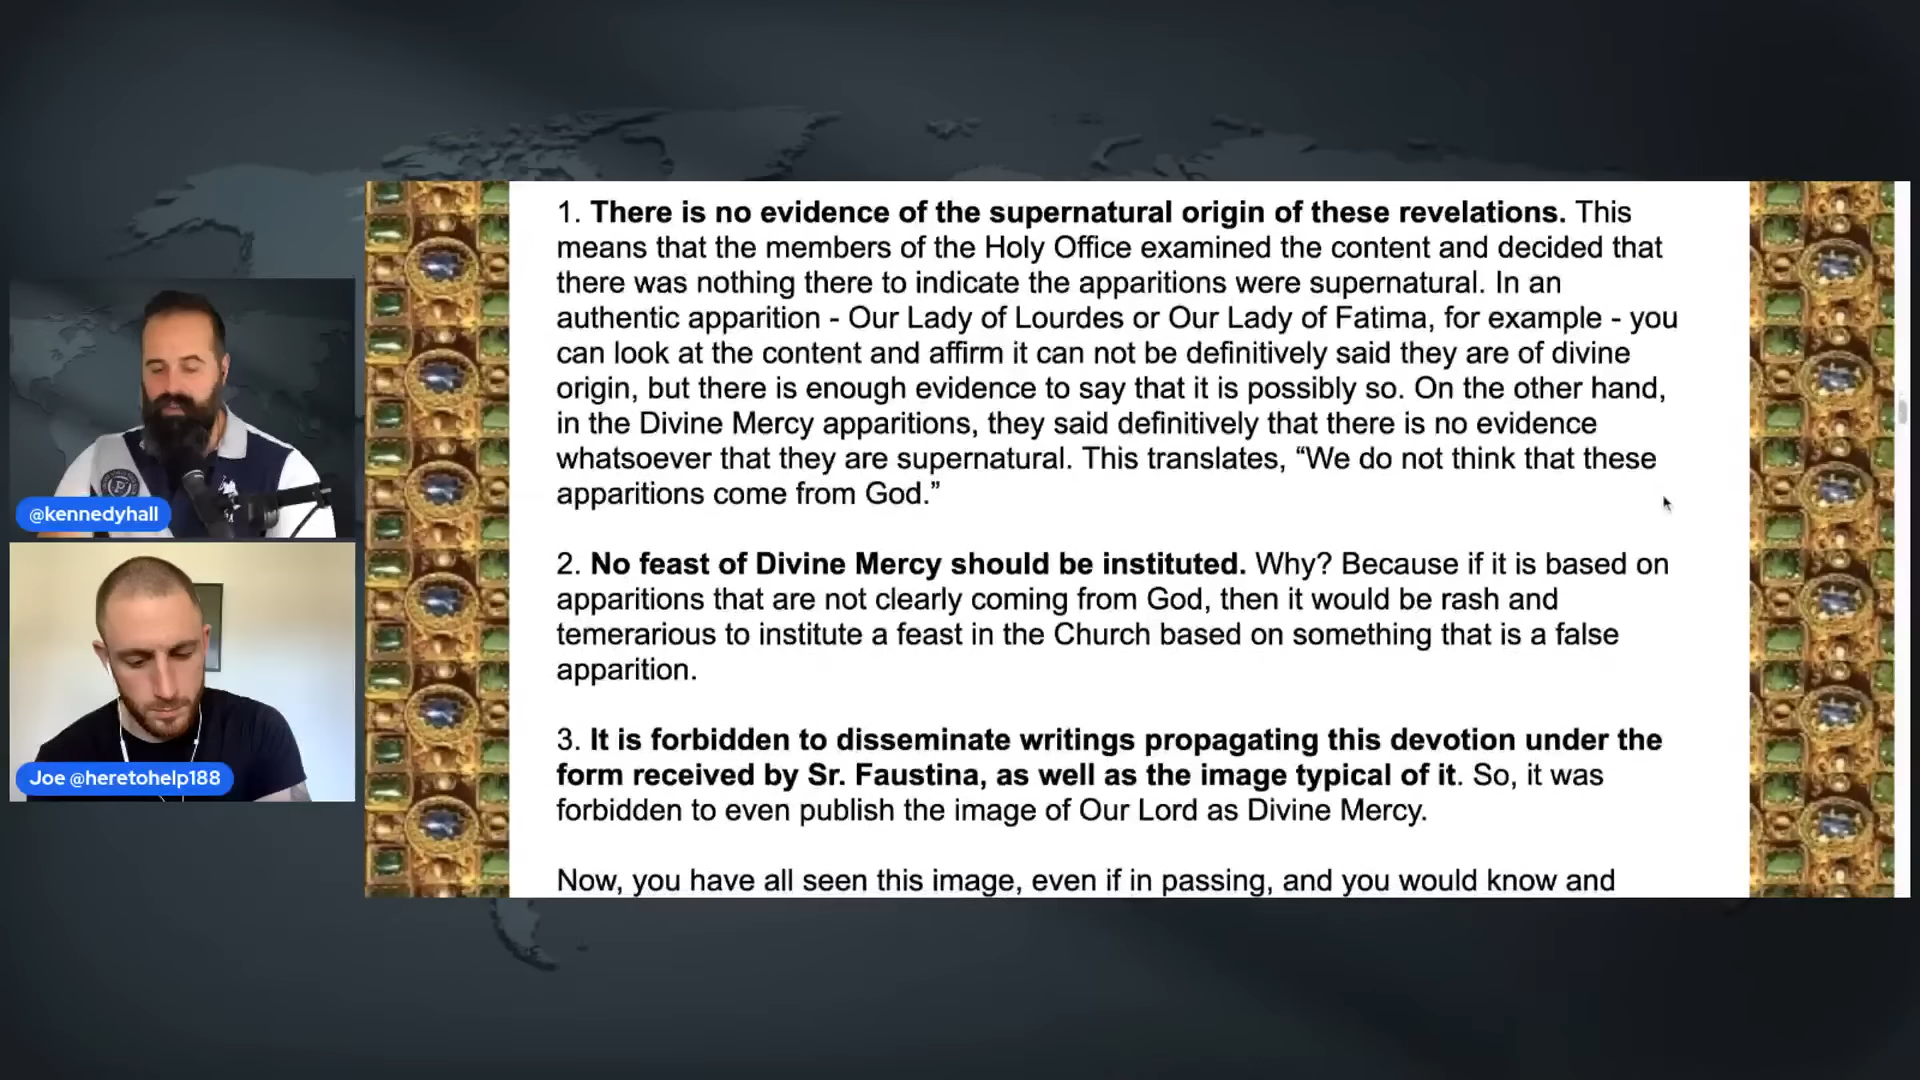 1. There is no evidence of the supernatural origin of these revelations. This
means that the members of the Holy Office examined the content and decided that
there was nothing there to indicate the apparitions were supernatural. In an
authentic apparition - Our Lady of Lourdes or Our Lady of Fatima, for example - you
can look at the content and affirm it can not be definitively said they are of divine
origin, but there is enough evidence to say that it is possibly so. On the other hand,
in the Divine Mercy apparitions, they said definitively that there is no evidence
whatsoever that they are supernatural. This translates, “We do not think that these
apparitions come from God.”
2. No feast of Divine Mercy should be instituted. Why? Because if it is based on
apparitions that are not clearly coming from God, then it would be rash and
temerarious to institute a feast in the Church based on something that is a false
apparition.
3. It is forbidden to disseminate writings propagating this devotion under the
form received by Sr. Faustina, as well as the image typical of it. So, it was
forbidden to even publish the image of Our Lord as Divine Mercy.
Now, you have all seen this image, even if in passing, and you would know and
@kennedyhall
Joe @heretohelp188